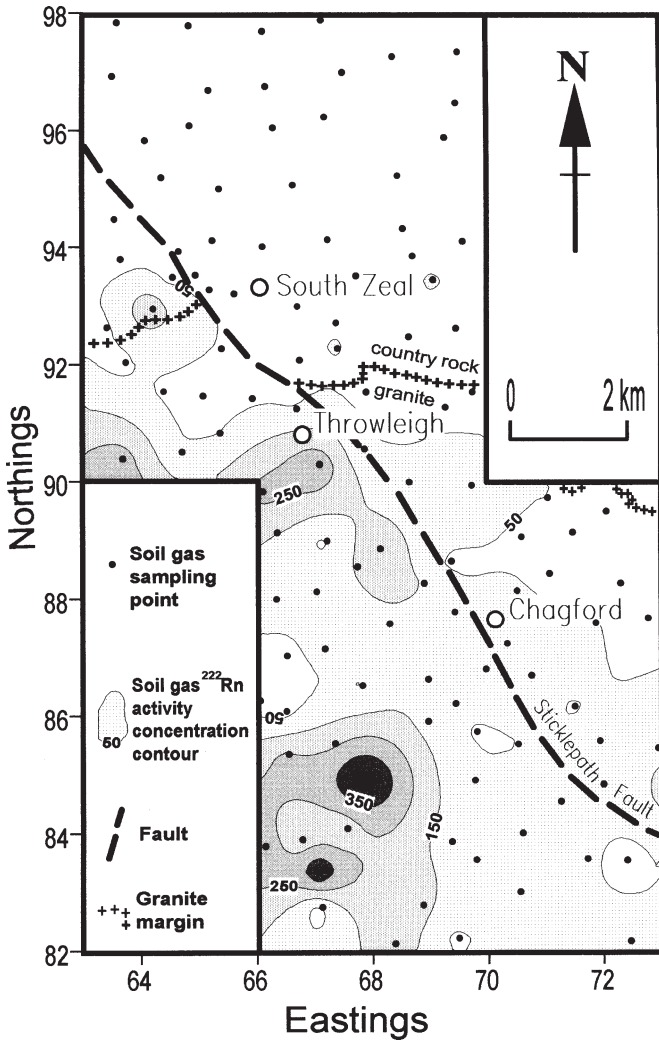 98
96
94
92
90
88
86
84
82
Northings
64
66
68
70
72
Eastings
N
0 2 km
50
South Zeal
country rock
granite
Throwleigh
250
50
Chagford
50
Sticklepath Fault
350
150
250
Soil gas
sampling
point
Soil gas ²²²Rn
activity
concentration
contour
50
Fault
Granite
margin